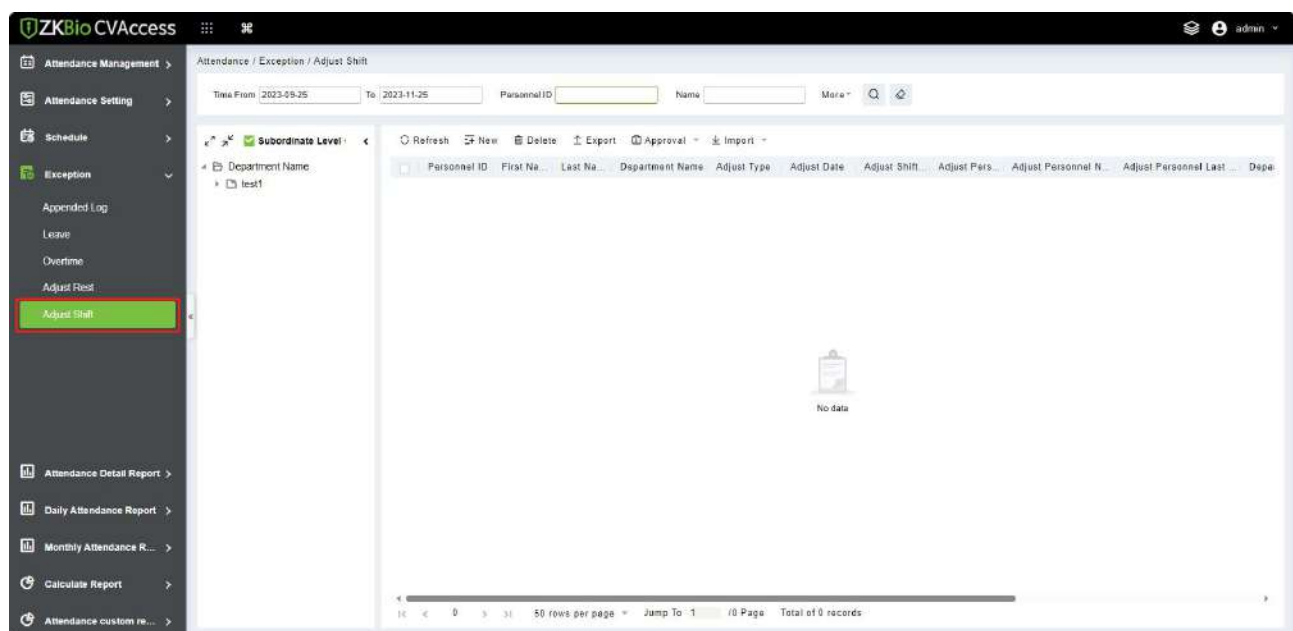 ZKBio CVAccess
admin
Attendance Management
Attendance Setting
Schedule
Exception
Appended Log
Leave
Overtime
Adjust Rest
Adjust Shift
Attendance Detail Report
Daily Attendance Report
Monthly Attendance R...
Calculate Report
Attendance custom re...
Attendance / Exception / Adjust Shift
Time From 2023-09-25 To 2023-11-25 Personnel ID Name More
Subordinate Level
Department Name
test1
Refresh New Delete Export Approval Import
Personnel ID First Na... Last Na... Department Name Adjust Type Adjust Date Adjust Shift... Adjust Pers... Adjust Personnel N... Adjust Personnel Last ... Depa
No data
0 50 rows per page Jump To 1 /0 Page Total of 0 records